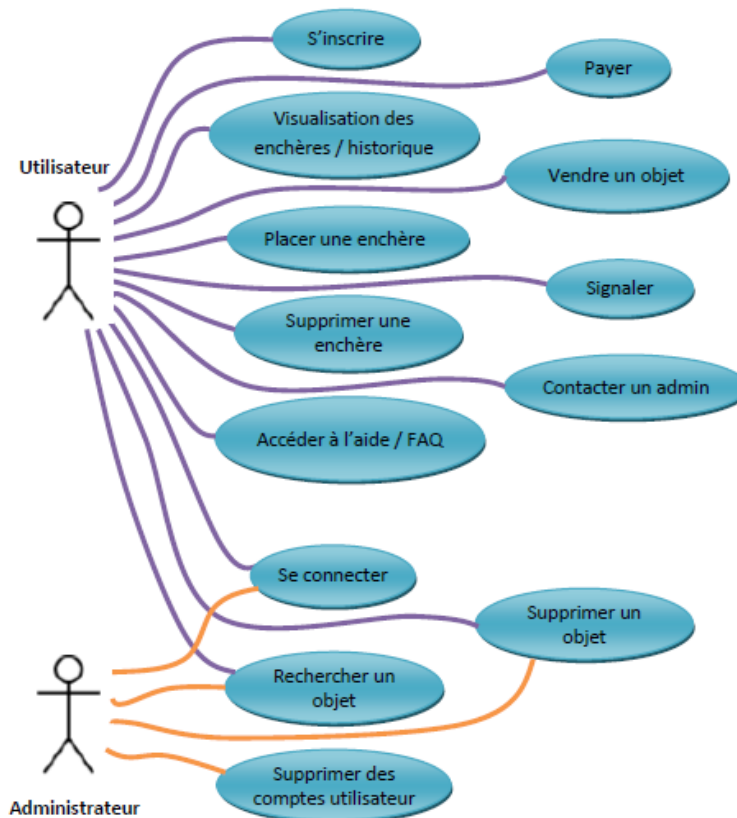 S'inscrire
Payer
Visualisation des
enchères / historique
Utilisateur
Vendre un objet
Placer une enchère
Signaler
Supprimer une
enchère
Contacter un admin
Accéder à l'aide / FAQ
Se connecter
Supprimer un
objet
Rechercher un
objet
Supprimer des
comptes utilisateur
Administrateur